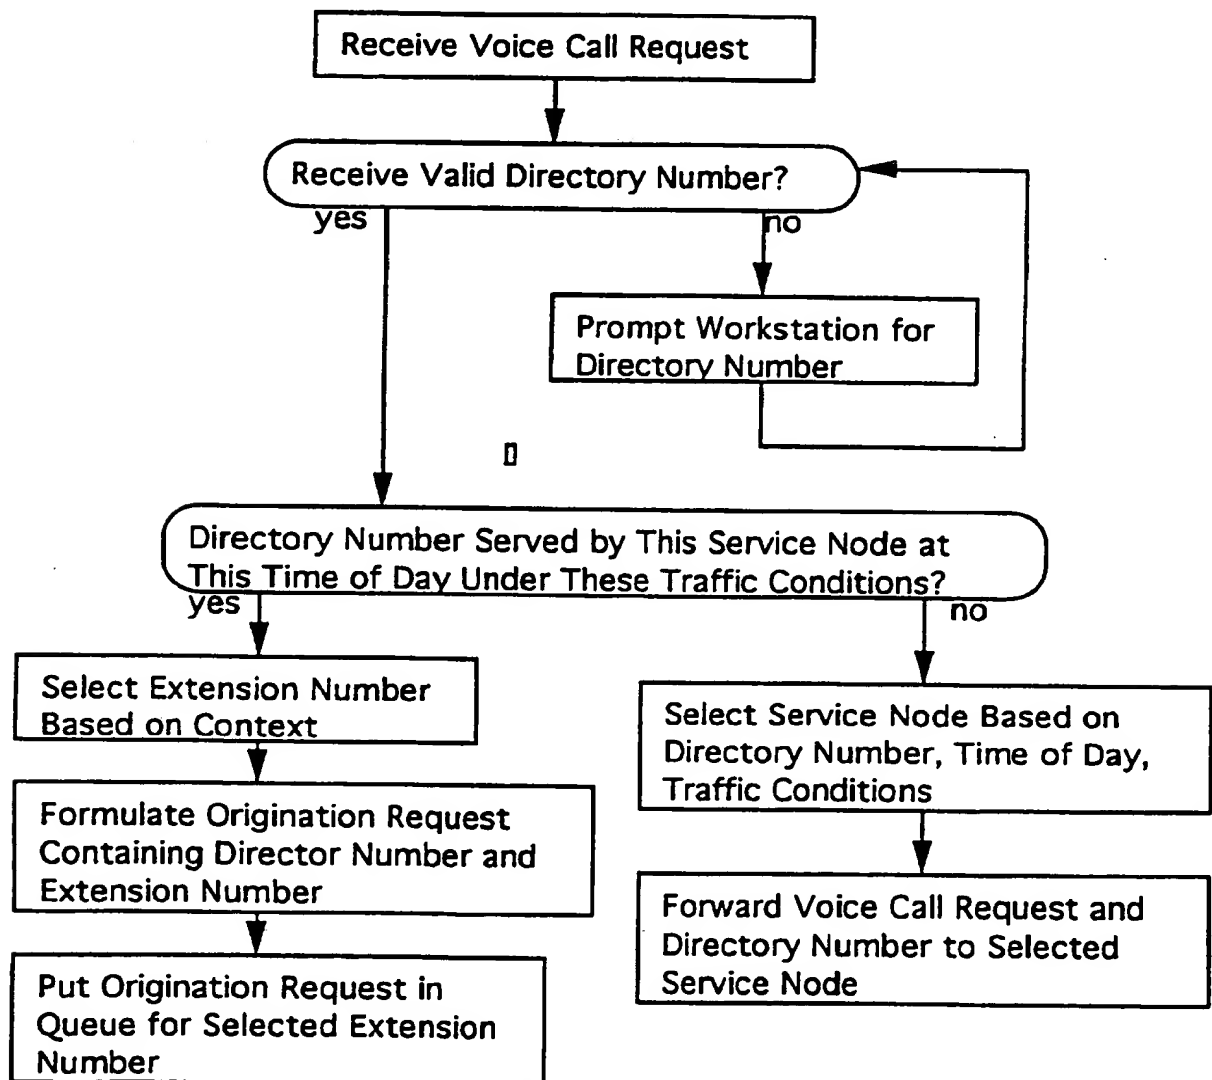 Receive Voice Call Request
Receive Valid Directory Number?
yes
no
Prompt Workstation for
Directory Number
Directory Number Served by This Service Node at
This Time of Day Under These Traffic Conditions?
yes
no
Select Extension Number
Based on Context
Select Service Node Based on
Directory Number, Time of Day,
Traffic Conditions
Formulate Origination Request
Containing Director Number and
Extension Number
Forward Voice Call Request and
Directory Number to Selected
Service Node
Put Origination Request in
Queue for Selected Extension
Number